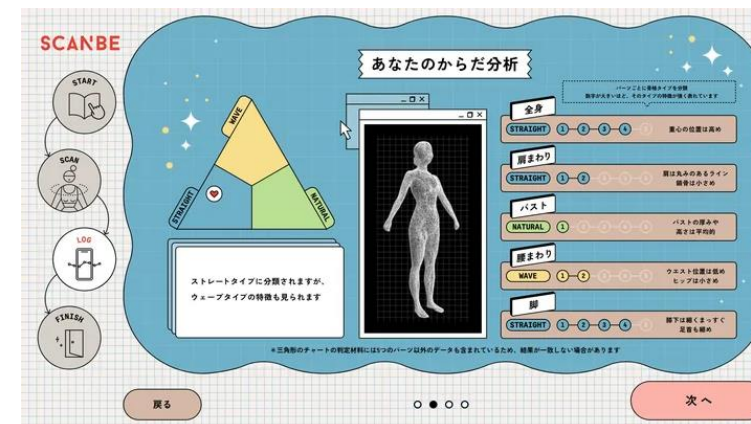 SCANBE
START
SCAN
LOG
FINISH
あなたのからだ分析
WAVE
STRAIGHT
NATURAL
ストレートタイプに分類されますが、
ウェーブタイプの特徴も見られます
パーツごとに骨格タイプを分類
数字が大きいほど、そのタイプの特徴が強く表れています
全身
STRAIGHT 1 2 3 4 5
重心の位置は高め
肩まわり
STRAIGHT 1 2 3 4 5
肩は丸みのあるライン
鎖骨は小さめ
バスト
NATURAL 1 2 3 4 5
バストの厚みや
高さは平均的
腰まわり
WAVE 1 2 3 4 5
ウエスト位置は低め
ヒップは小さめ
脚
STRAIGHT 1 2 3 4 5
膝下は細くまっすぐ
足首も細め
※三角形のチャートの判定材料には5つのパーツ以外のデータも含まれているため、結果が一致しない場合があります
戻る
次へ